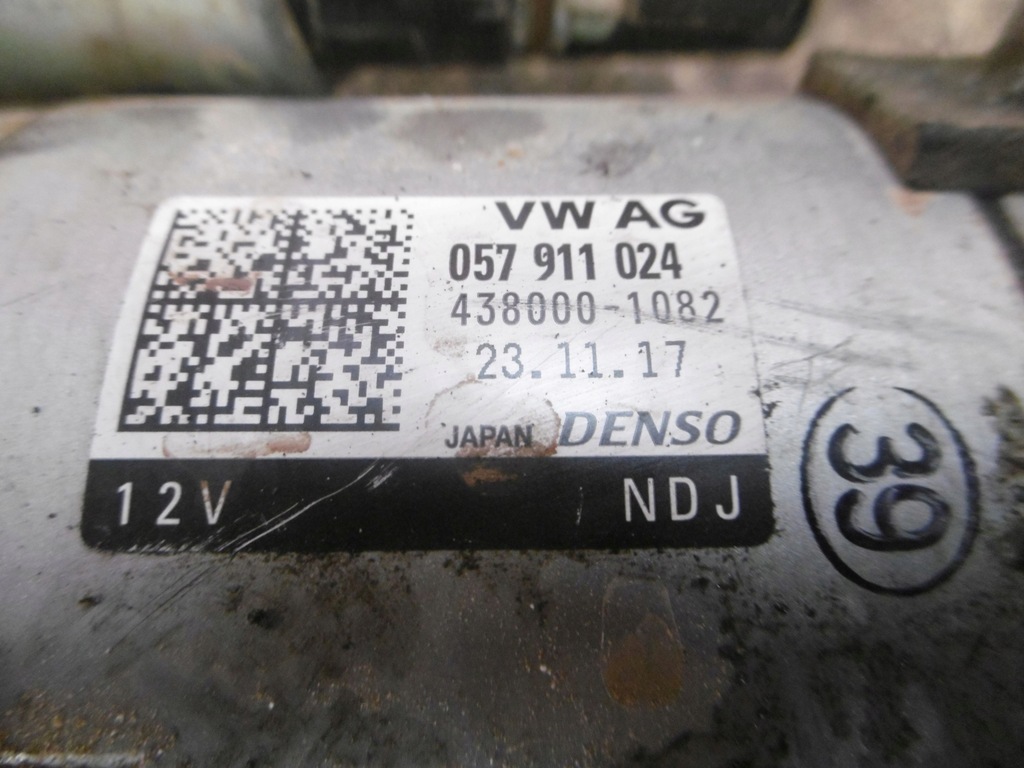 VW AG
057 911 024
438000-1082
23.11.17
JAPAN DENSO
12V NDJ
39